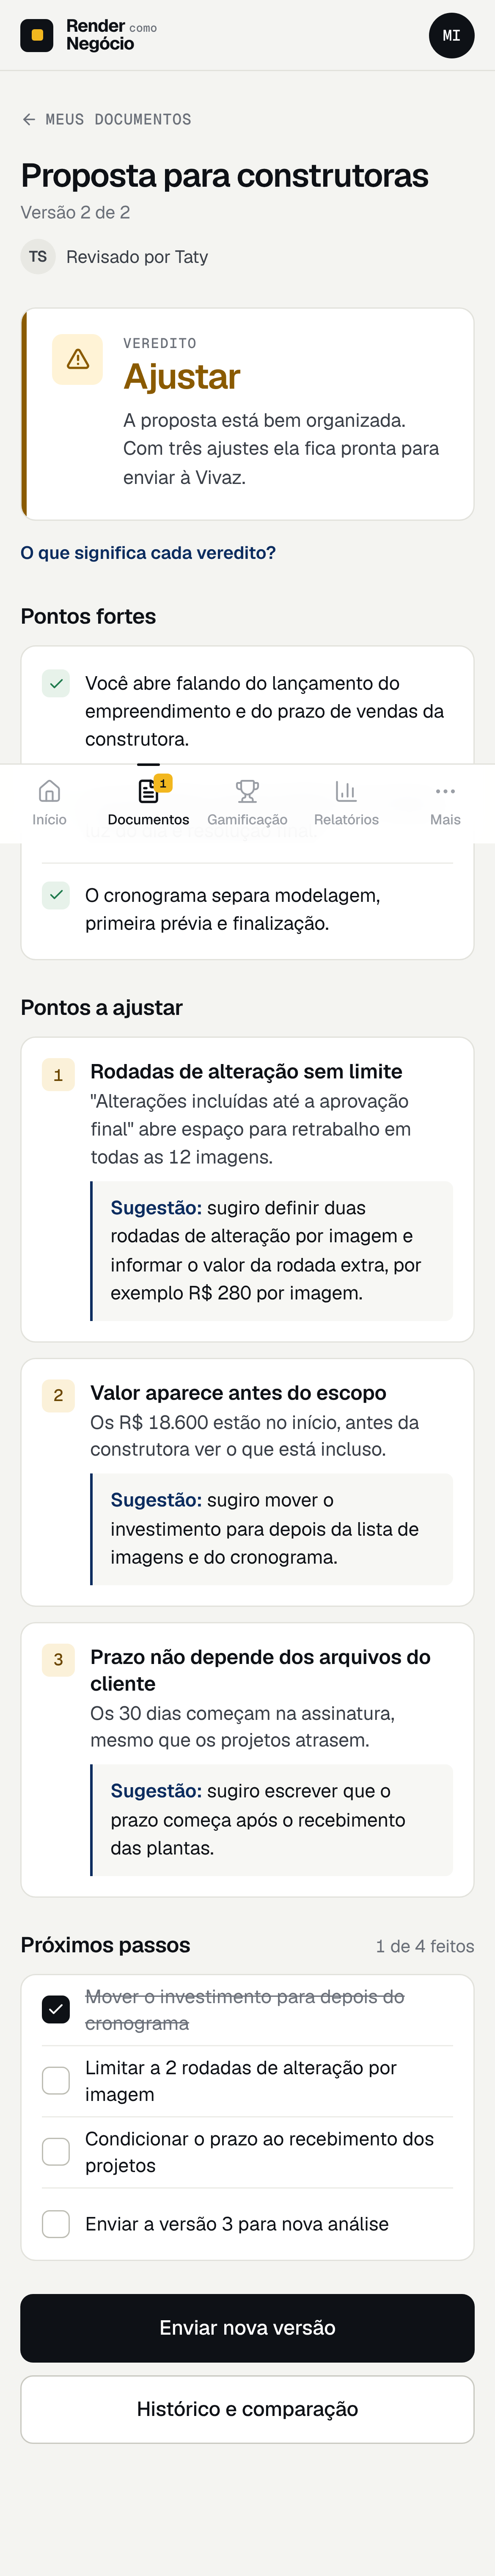 Render como
Negócio
MI
← MEUS DOCUMENTOS
Proposta para construtoras
Versão 2 de 2
TS
Revisado por Taty
VEREDITO
Ajustar
A proposta está bem organizada.
Com três ajustes ela fica pronta para
enviar à Vivaz.
O que significa cada veredito?
Pontos fortes
Você abre falando do lançamento do
empreendimento e do prazo de vendas da
construtora.
1
Início
Documentos
Gamificação
Relatórios
Mais
O cronograma separa modelagem,
primeira prévia e finalização.
Pontos a ajustar
1
Rodadas de alteração sem limite
"Alterações incluídas até a aprovação
final" abre espaço para retrabalho em
todas as 12 imagens.
Sugestão: sugiro definir duas
rodadas de alteração por imagem e
informar o valor da rodada extra, por
exemplo R$ 280 por imagem.
2
Valor aparece antes do escopo
Os R$ 18.600 estão no início, antes da
construtora ver o que está incluso.
Sugestão: sugiro mover o
investimento para depois da lista de
imagens e do cronograma.
3
Prazo não depende dos arquivos do
cliente
Os 30 dias começam na assinatura,
mesmo que os projetos atrasem.
Sugestão: sugiro escrever que o
prazo começa após o recebimento
das plantas.
Próximos passos
1 de 4 feitos
Mover o investimento para depois do
cronograma
Limitar a 2 rodadas de alteração por
imagem
Condicionar o prazo ao recebimento dos
projetos
Enviar a versão 3 para nova análise
Enviar nova versão
Histórico e comparação